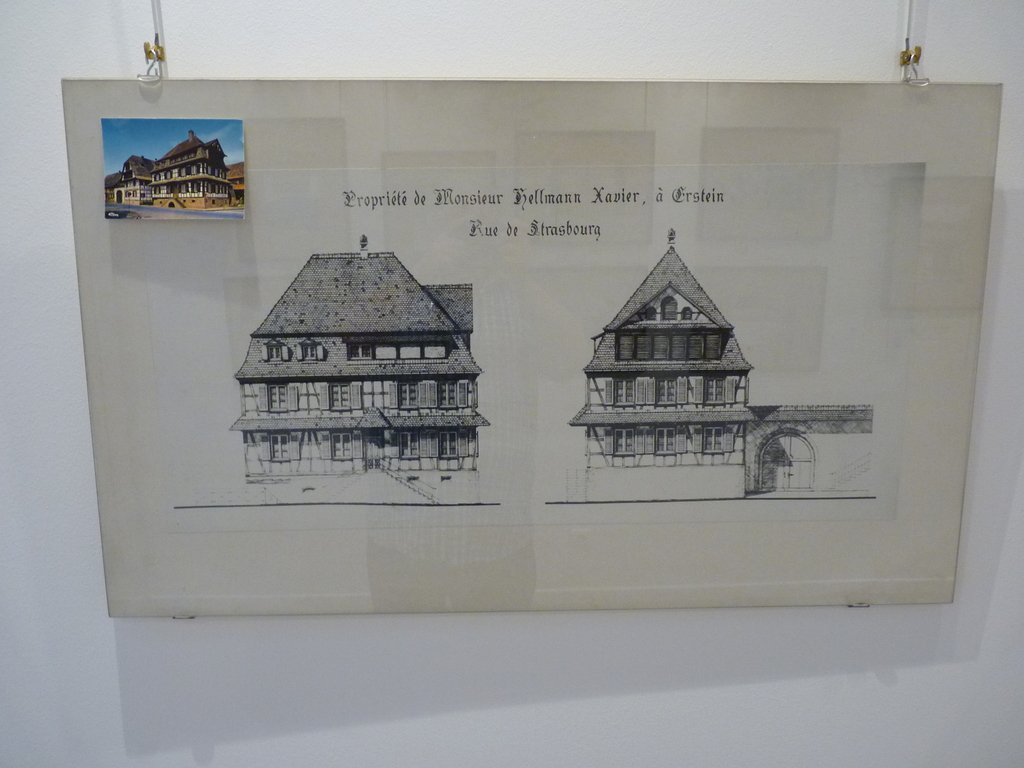 Propriété de Monsieur Hellmann Xavier, à Erstein
Rue de Strasbourg